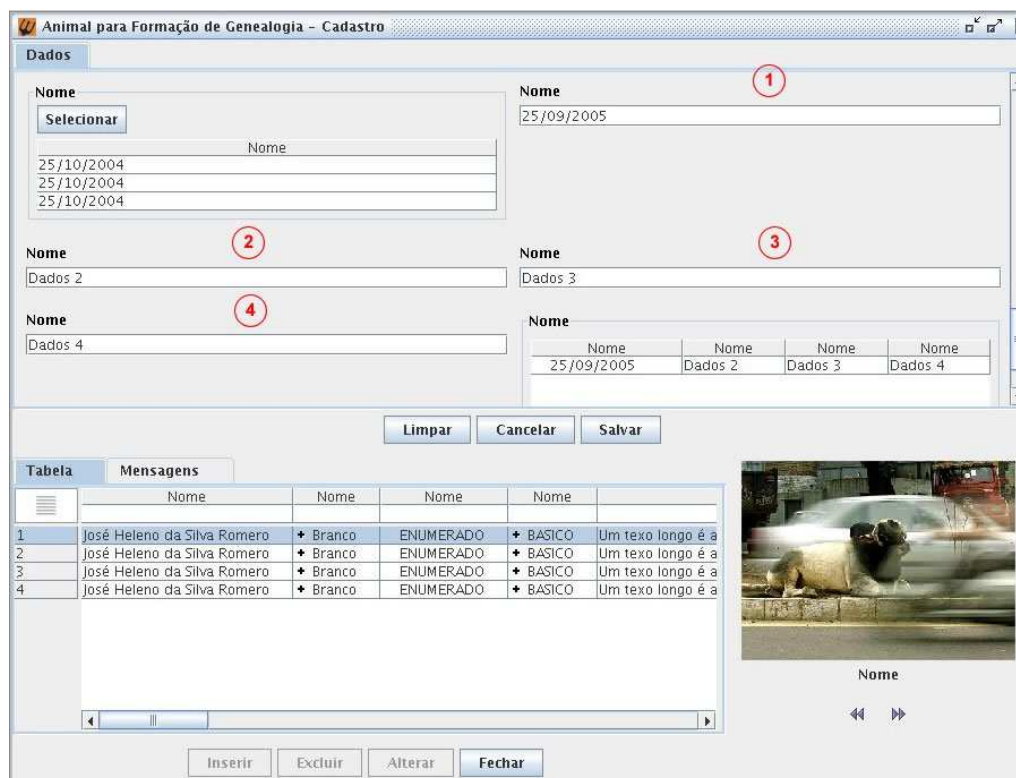 Animal para Formação de Genealogia - Cadastro
Dados
Nome
Selecionar
Nome
25/10/2004
25/10/2004
25/10/2004
1
Nome
25/09/2005
2
Nome
Dados 2
3
Nome
Dados 3
4
Nome
Dados 4
Nome
Nome Nome Nome Nome
25/09/2005 Dados 2 Dados 3 Dados 4
Limpar Cancelar Salvar
Tabela Mensagens
Nome Nome Nome Nome
1 José Heleno da Silva Romero + Branco ENUMERADO + BASICO Um texo longo é a
2 José Heleno da Silva Romero + Branco ENUMERADO + BASICO Um texo longo é a
3 José Heleno da Silva Romero + Branco ENUMERADO + BASICO Um texo longo é a
4 José Heleno da Silva Romero + Branco ENUMERADO + BASICO Um texo longo é a
Nome
Inserir Excluir Alterar Fechar